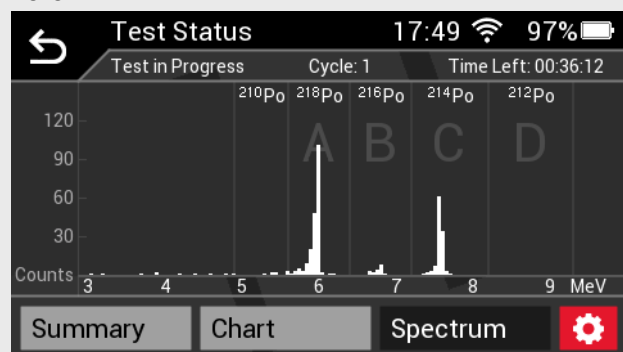 Test Status 17:49 97%
Test in Progress Cycle: 1 Time Left: 00:36:12
²¹⁰Po ²¹⁸Po ²¹⁶Po ²¹⁴Po ²¹²Po
A B C D
120
90
60
30
Counts
3 4 5 6 7 8 9 MeV
Summary Chart Spectrum